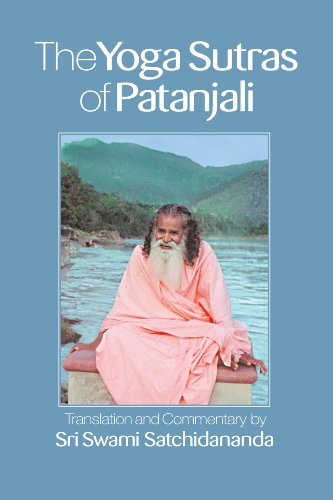 The Yoga Sutras
of Patanjali
Translation and Commentary by
Sri Swami Satchidananda